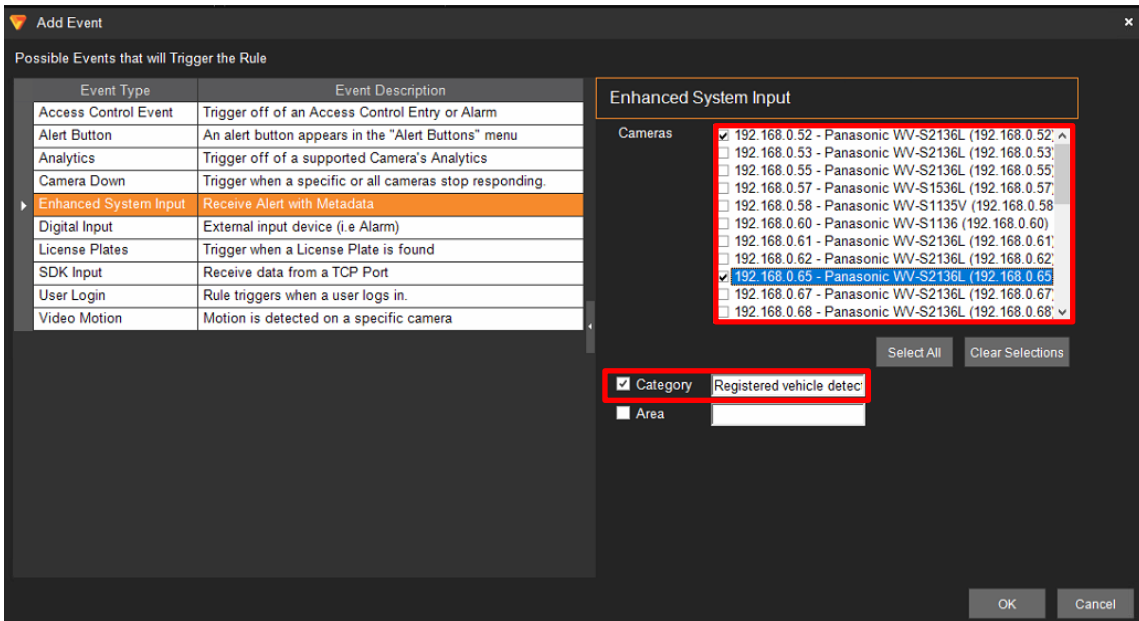 Add Event
Possible Events that will Trigger the Rule
Event Type Event Description
Access Control Event Trigger off of an Access Control Entry or Alarm
Alert Button An alert button appears in the "Alert Buttons" menu
Analytics Trigger off of a supported Camera's Analytics
Camera Down Trigger when a specific or all cameras stop responding.
Enhanced System Input Receive Alert with Metadata
Digital Input External input device (i.e Alarm)
License Plates Trigger when a License Plate is found
SDK Input Receive data from a TCP Port
User Login Rule triggers when a user logs in.
Video Motion Motion is detected on a specific camera
Enhanced System Input
Cameras
192.168.0.52 - Panasonic WV-S2136L (192.168.0.52)
192.168.0.53 - Panasonic WV-S2136L (192.168.0.53)
192.168.0.55 - Panasonic WV-S2136L (192.168.0.55)
192.168.0.57 - Panasonic WV-S1536L (192.168.0.57)
192.168.0.58 - Panasonic WV-S1135V (192.168.0.58
192.168.0.60 - Panasonic WV-S1136 (192.168.0.60)
192.168.0.61 - Panasonic WV-S2136L (192.168.0.61)
192.168.0.62 - Panasonic WV-S2136L (192.168.0.62)
192.168.0.65 - Panasonic WV-S2136L (192.168.0.65
192.168.0.67 - Panasonic WV-S2136L (192.168.0.67)
192.168.0.68 - Panasonic WV-S2136L (192.168.0.68)
Select All Clear Selections
Category Registered vehicle detec
Area
OK Cancel